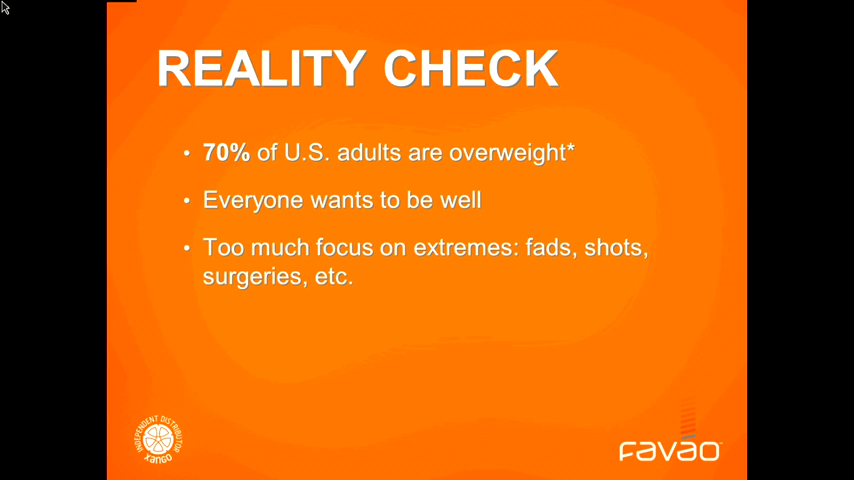 REALITY CHECK
• 70% of U.S. adults are overweight*
• Everyone wants to be well
• Too much focus on extremes: fads, shots,
surgeries, etc.
INDEPENDENT DISTRIBUTOR
XANGO
FAVAO™